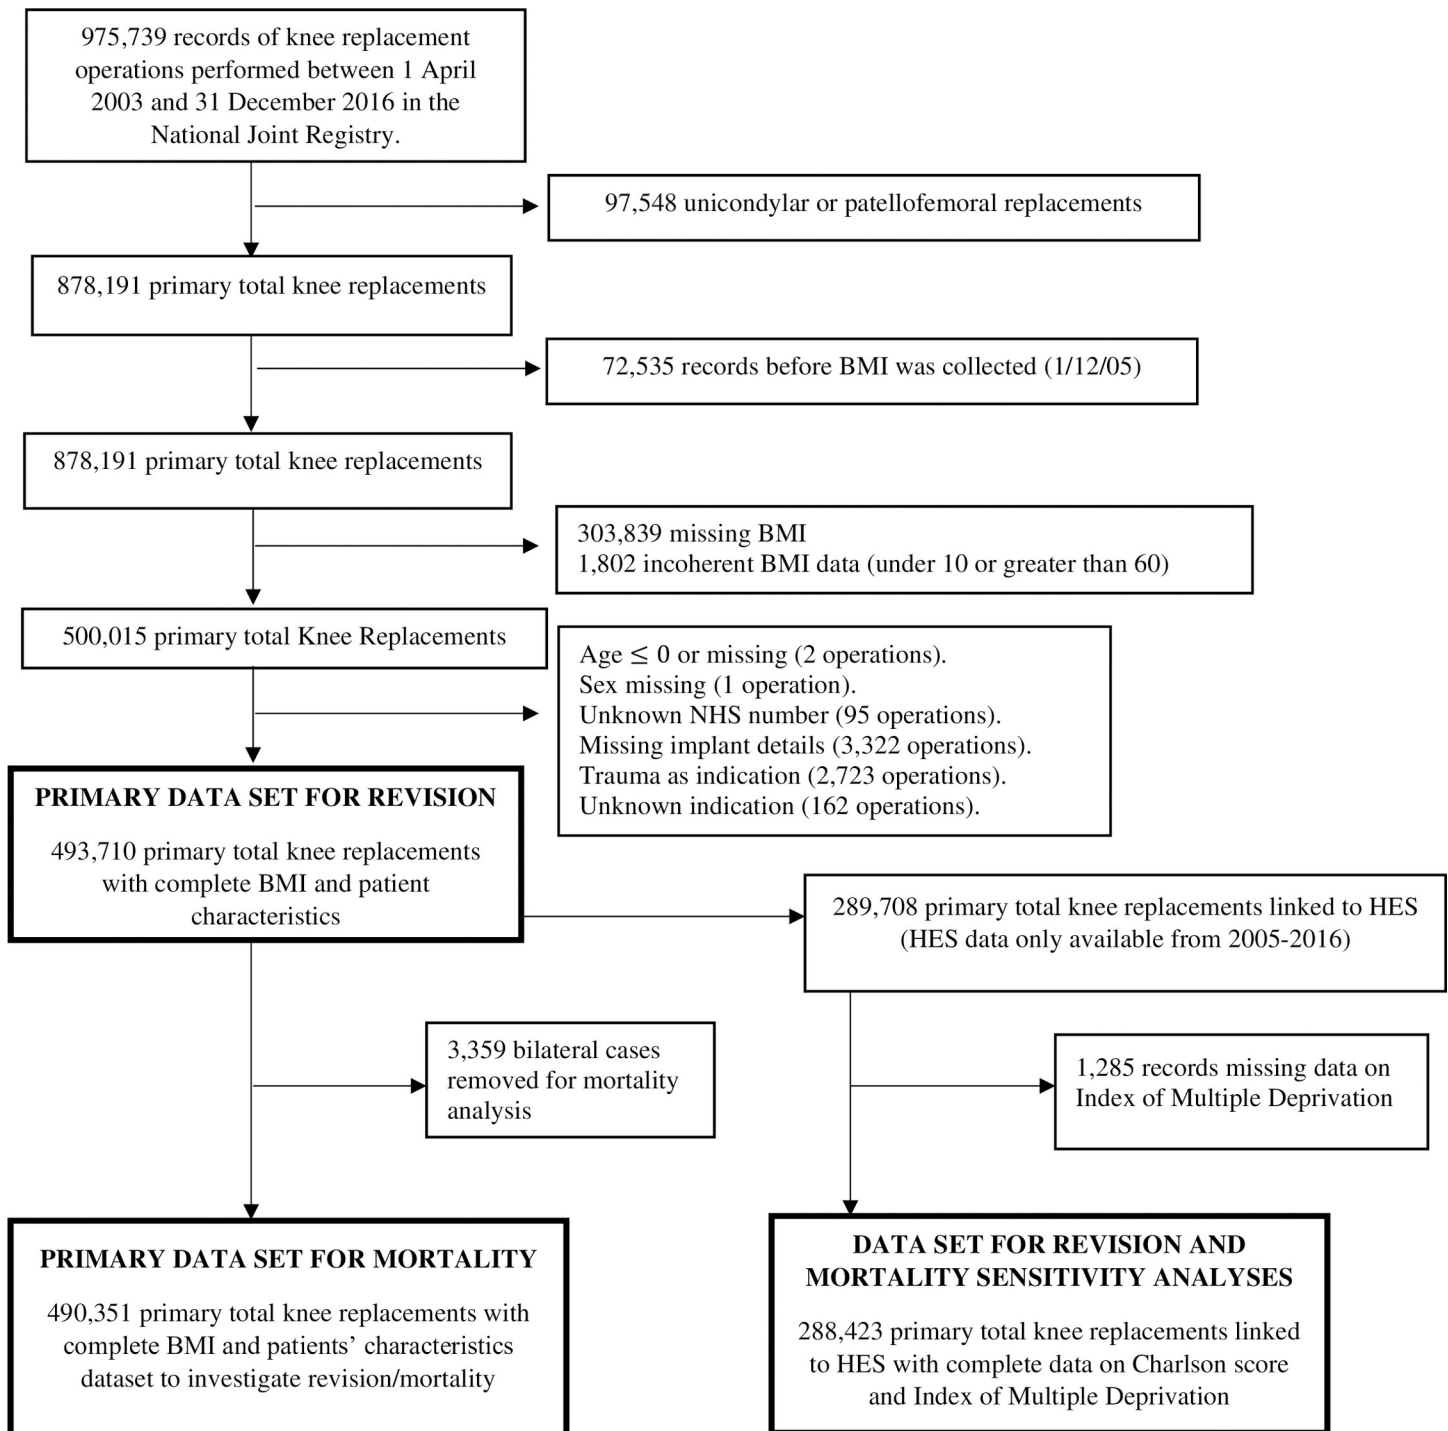 975,739 records of knee replacement
operations performed between 1 April
2003 and 31 December 2016 in the
National Joint Registry.
97,548 unicondylar or patellofemoral replacements
878,191 primary total knee replacements
72,535 records before BMI was collected (1/12/05)
878,191 primary total knee replacements
303,839 missing BMI
1,802 incoherent BMI data (under 10 or greater than 60)
500,015 primary total Knee Replacements
Age ≤ 0 or missing (2 operations).
Sex missing (1 operation).
Unknown NHS number (95 operations).
Missing implant details (3,322 operations).
Trauma as indication (2,723 operations).
Unknown indication (162 operations).
PRIMARY DATA SET FOR REVISION
493,710 primary total knee replacements
with complete BMI and patient
characteristics
289,708 primary total knee replacements linked to HES
(HES data only available from 2005-2016)
3,359 bilateral cases
removed for mortality
analysis
1,285 records missing data on
Index of Multiple Deprivation
PRIMARY DATA SET FOR MORTALITY
490,351 primary total knee replacements with
complete BMI and patients’ characteristics
dataset to investigate revision/mortality
DATA SET FOR REVISION AND
MORTALITY SENSITIVITY ANALYSES
288,423 primary total knee replacements linked
to HES with complete data on Charlson score
and Index of Multiple Deprivation